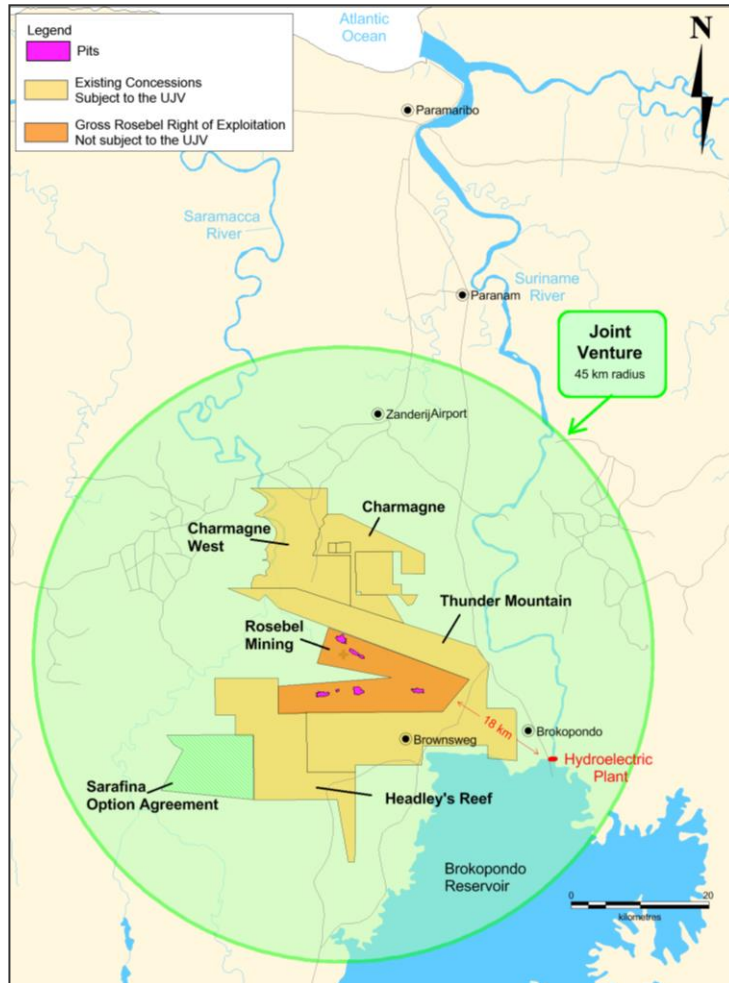 Legend
Pits
Existing Concessions
Subject to the UJV
Gross Rosebel Right of Exploitation
Not subject to the UJV
Atlantic
Ocean
N
Paramaribo
Saramacca
River
Suriname
River
Paranam
Joint
Venture
45 km radius
ZanderijAirport
Charmagne
Charmagne
West
Thunder Mountain
Rosebel
Mining
18 km
Brokopondo
Brownsweg
Hydroelectric
Plant
Sarafina
Option Agreement
Headley's Reef
Brokopondo
Reservoir
0 20
kilometres